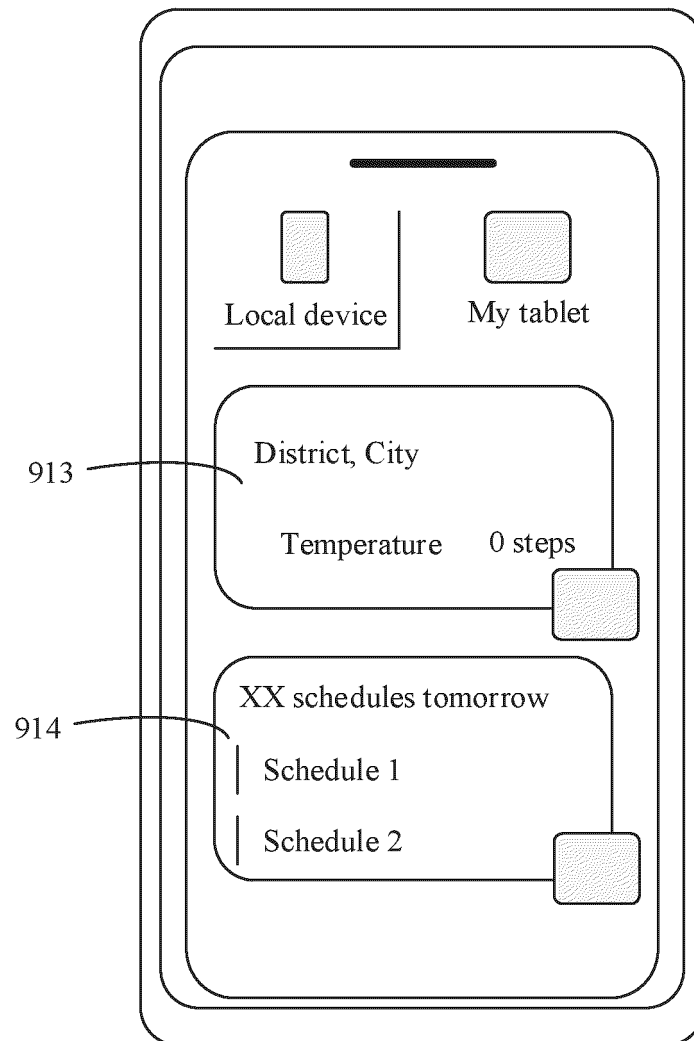 Local device
My tablet
District, City
913
Temperature
0 steps
XX schedules tomorrow
914
Schedule 1
Schedule 2